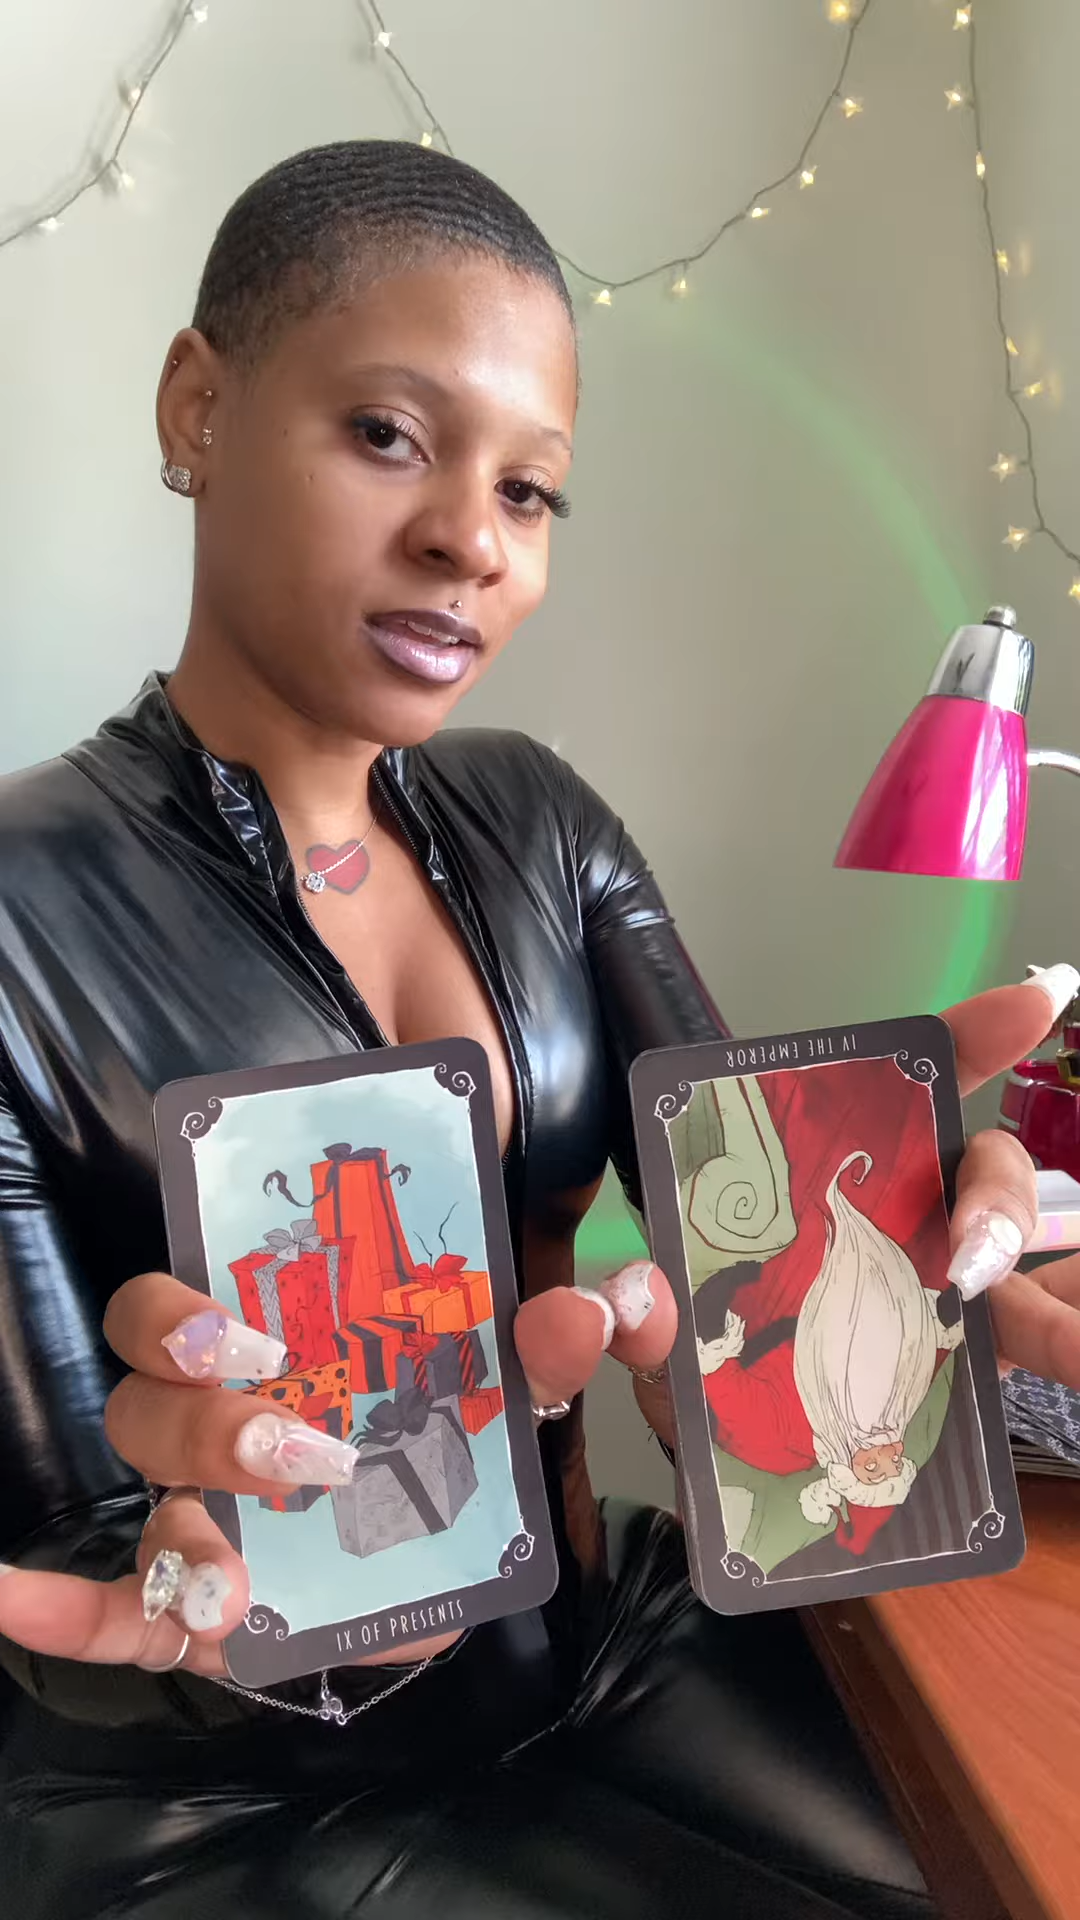 IX OF PRESENTS
IV THE EMPEROR